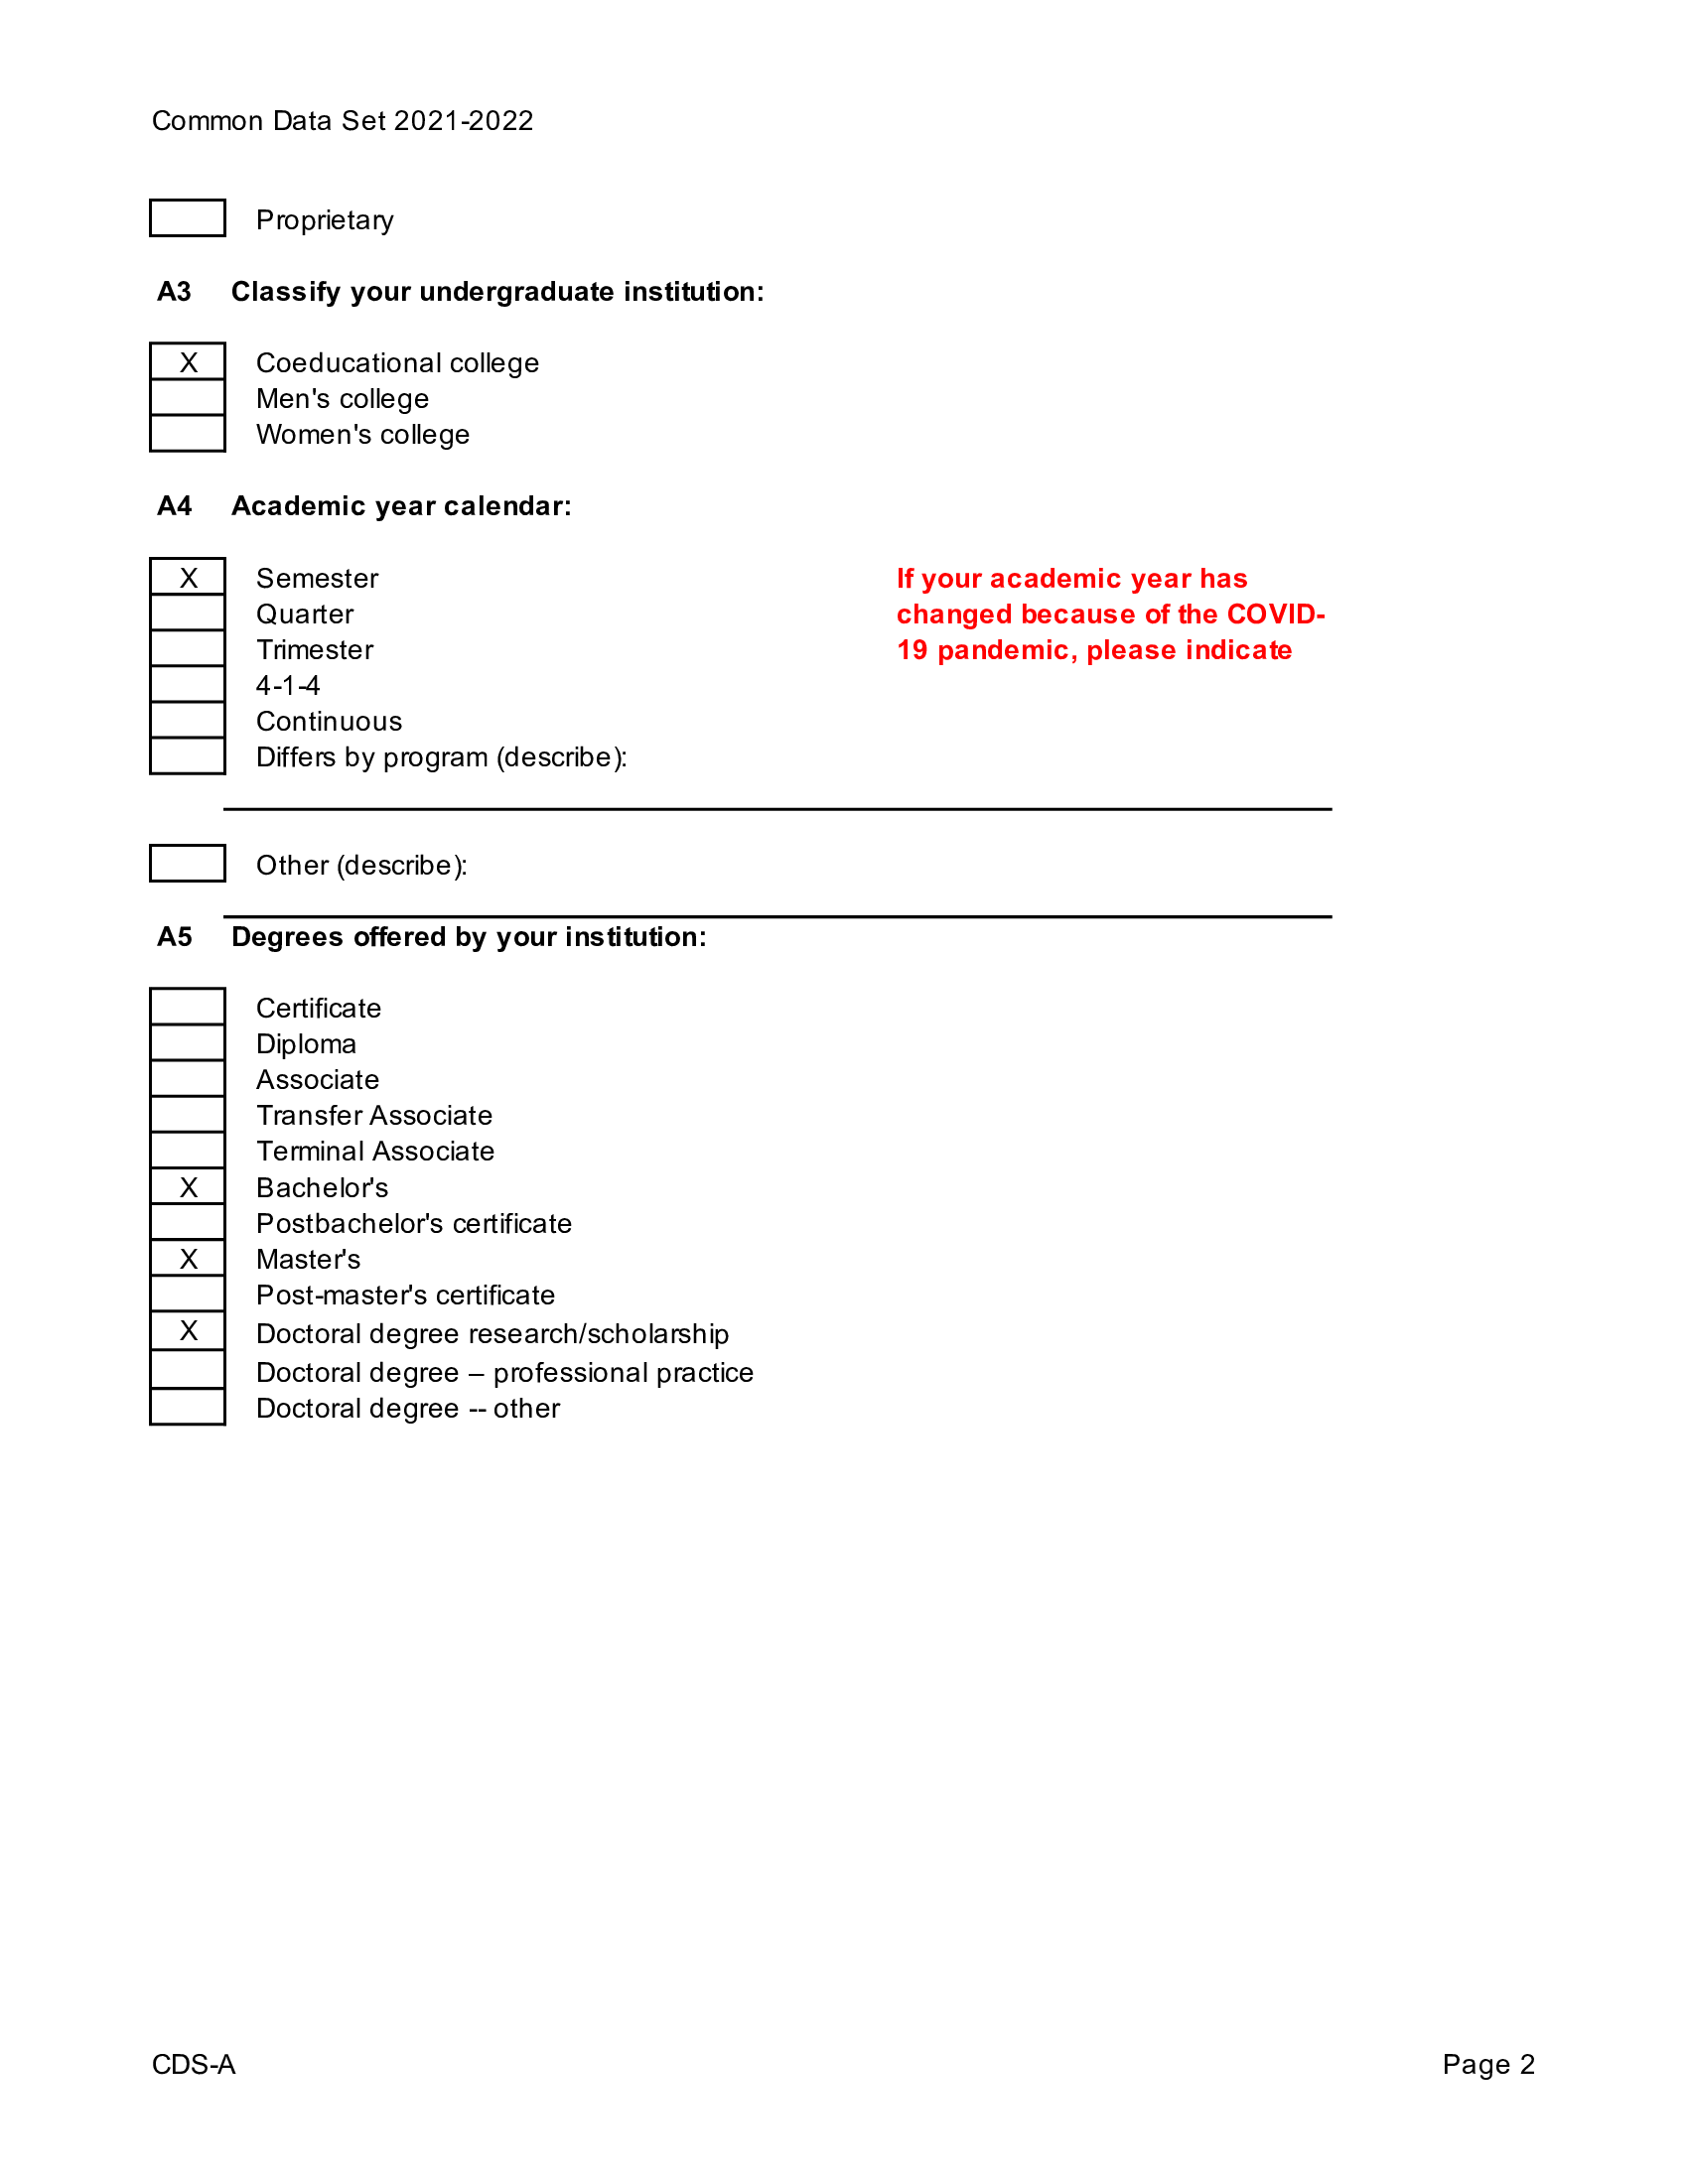 Common Data Set 2021-2022
Proprietary
A3 Classify your undergraduate institution:
X Coeducational college
Men's college
Women's college
A4 Academic year calendar:
X Semester
Quarter
Trimester
4-1-4
Continuous
Differs by program (describe):
If your academic year has
changed because of the COVID-
19 pandemic, please indicate
Other (describe):
A5 Degrees offered by your institution:
Certificate
Diploma
Associate
Transfer Associate
Terminal Associate
X Bachelor's
Postbachelor's certificate
X Master's
Post-master's certificate
X Doctoral degree research/scholarship
Doctoral degree – professional practice
Doctoral degree -- other
CDS-A Page 2